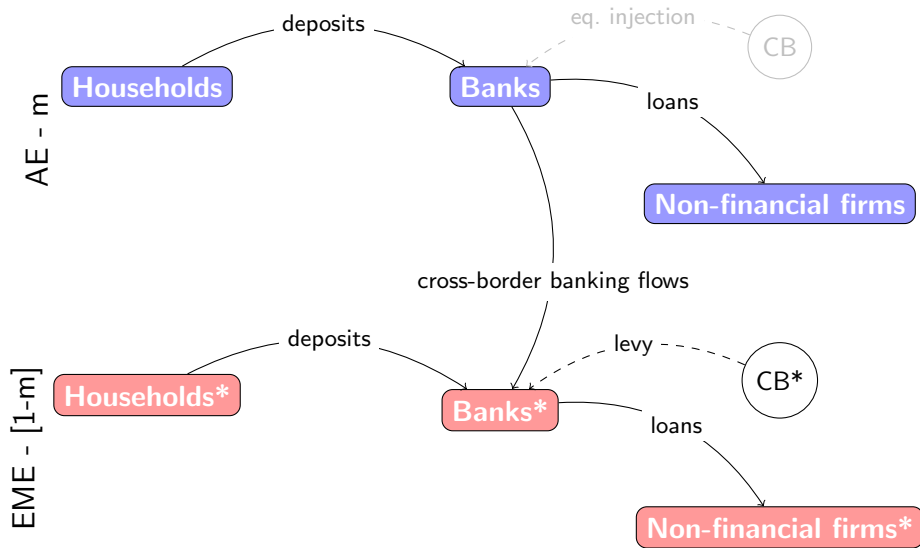 eq. injection
CB
deposits
Households
Banks
loans
AE - m
Non-financial firms
cross-border banking flows
deposits
levy
CB*
Households*
Banks*
loans
EME - [1-m]
Non-financial firms*